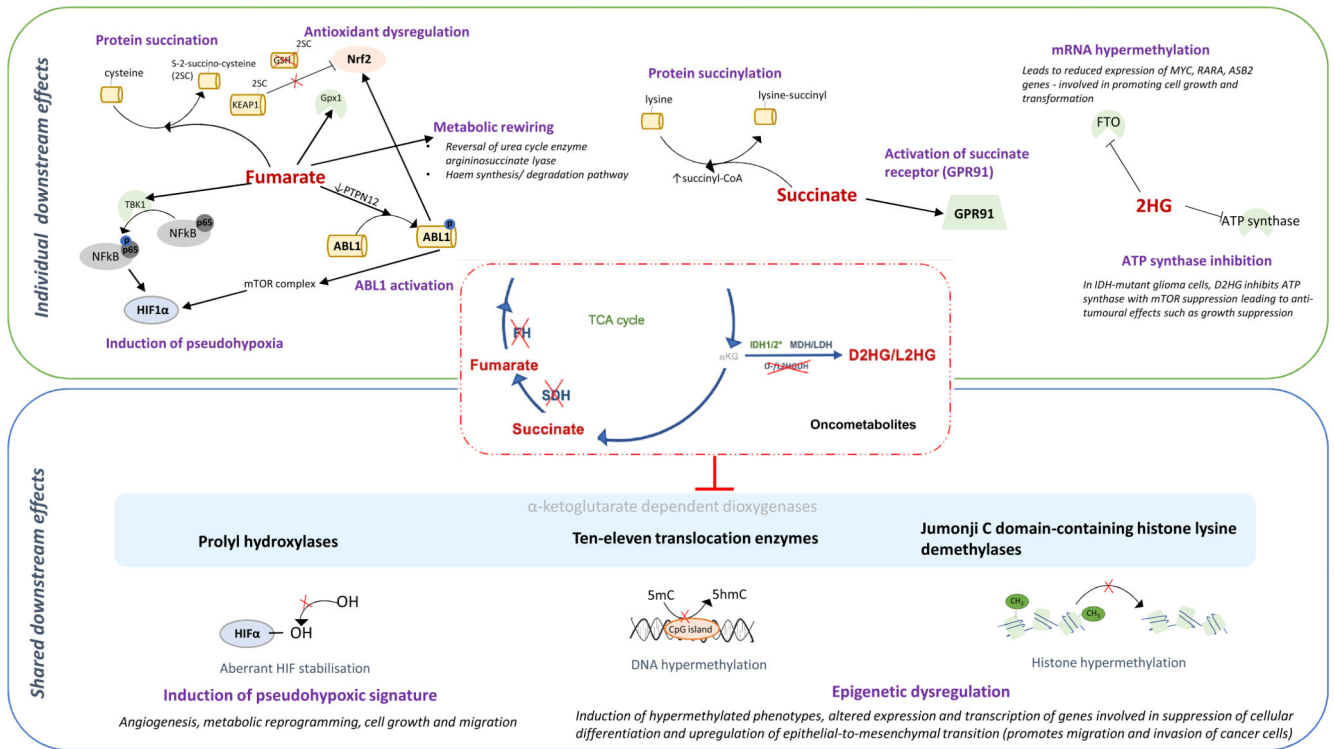 Individual downstream effects
Protein succination
cysteine
S-2-succino-cysteine
(2SC)
Antioxidant dysregulation
2SC
GSH
2SC
KEAP1
Nrf2
Gpx1
Metabolic rewiring
• Reversal of urea cycle enzyme
argininosuccinate lyase
• Haem synthesis/ degradation pathway
Fumarate
↓PTPN12
TBK1
NFkB
p65
P
p65
NFkB
ABL1
P
ABL1
ABL1 activation
mTOR complex
HIF1α
Induction of pseudohypoxia
Protein succinylation
lysine
lysine-succinyl
↑succinyl-CoA
Succinate
Activation of succinate
receptor (GPR91)
GPR91
mRNA hypermethylation
Leads to reduced expression of MYC, RARA, ASB2
genes - involved in promoting cell growth and
transformation
FTO
2HG
ATP synthase
ATP synthase inhibition
In IDH-mutant glioma cells, D2HG inhibits ATP
synthase with mTOR suppression leading to anti-
tumoural effects such as growth suppression
TCA cycle
FH
Fumarate
SDH
Succinate
αKG
IDH1/2* MDH/LDH
D-/L2HGDH
D2HG/L2HG
Oncometabolites
Shared downstream effects
α-ketoglutarate dependent dioxygenases
Prolyl hydroxylases
Ten-eleven translocation enzymes
Jumonji C domain-containing histone lysine
demethylases
OH
HIFα
OH
Aberrant HIF stabilisation
5mC
5hmC
CpG island
DNA hypermethylation
CH3
CH3
Histone hypermethylation
Induction of pseudohypoxic signature
Angiogenesis, metabolic reprogramming, cell growth and migration
Epigenetic dysregulation
Induction of hypermethylated phenotypes, altered expression and transcription of genes involved in suppression of cellular
differentiation and upregulation of epithelial-to-mesenchymal transition (promotes migration and invasion of cancer cells)